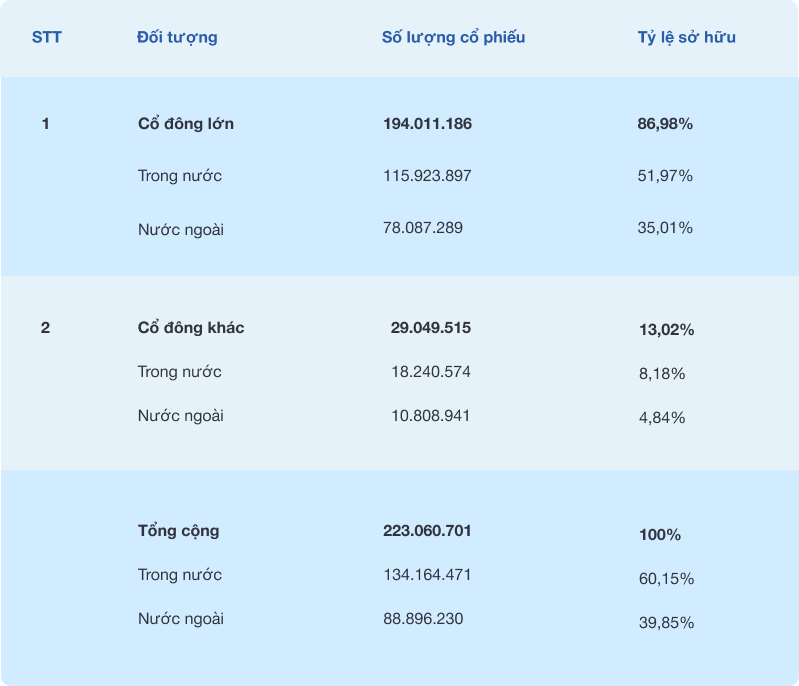 STT Đối tượng Số lượng cổ phiếu Tỷ lệ sở hữu
1 Cổ đông lớn 194.011.186 86,98%
Trong nước 115.923.897 51,97%
Nước ngoài 78.087.289 35,01%
2 Cổ đông khác 29.049.515 13,02%
Trong nước 18.240.574 8,18%
Nước ngoài 10.808.941 4,84%
Tổng cộng 223.060.701 100%
Trong nước 134.164.471 60,15%
Nước ngoài 88.896.230 39,85%